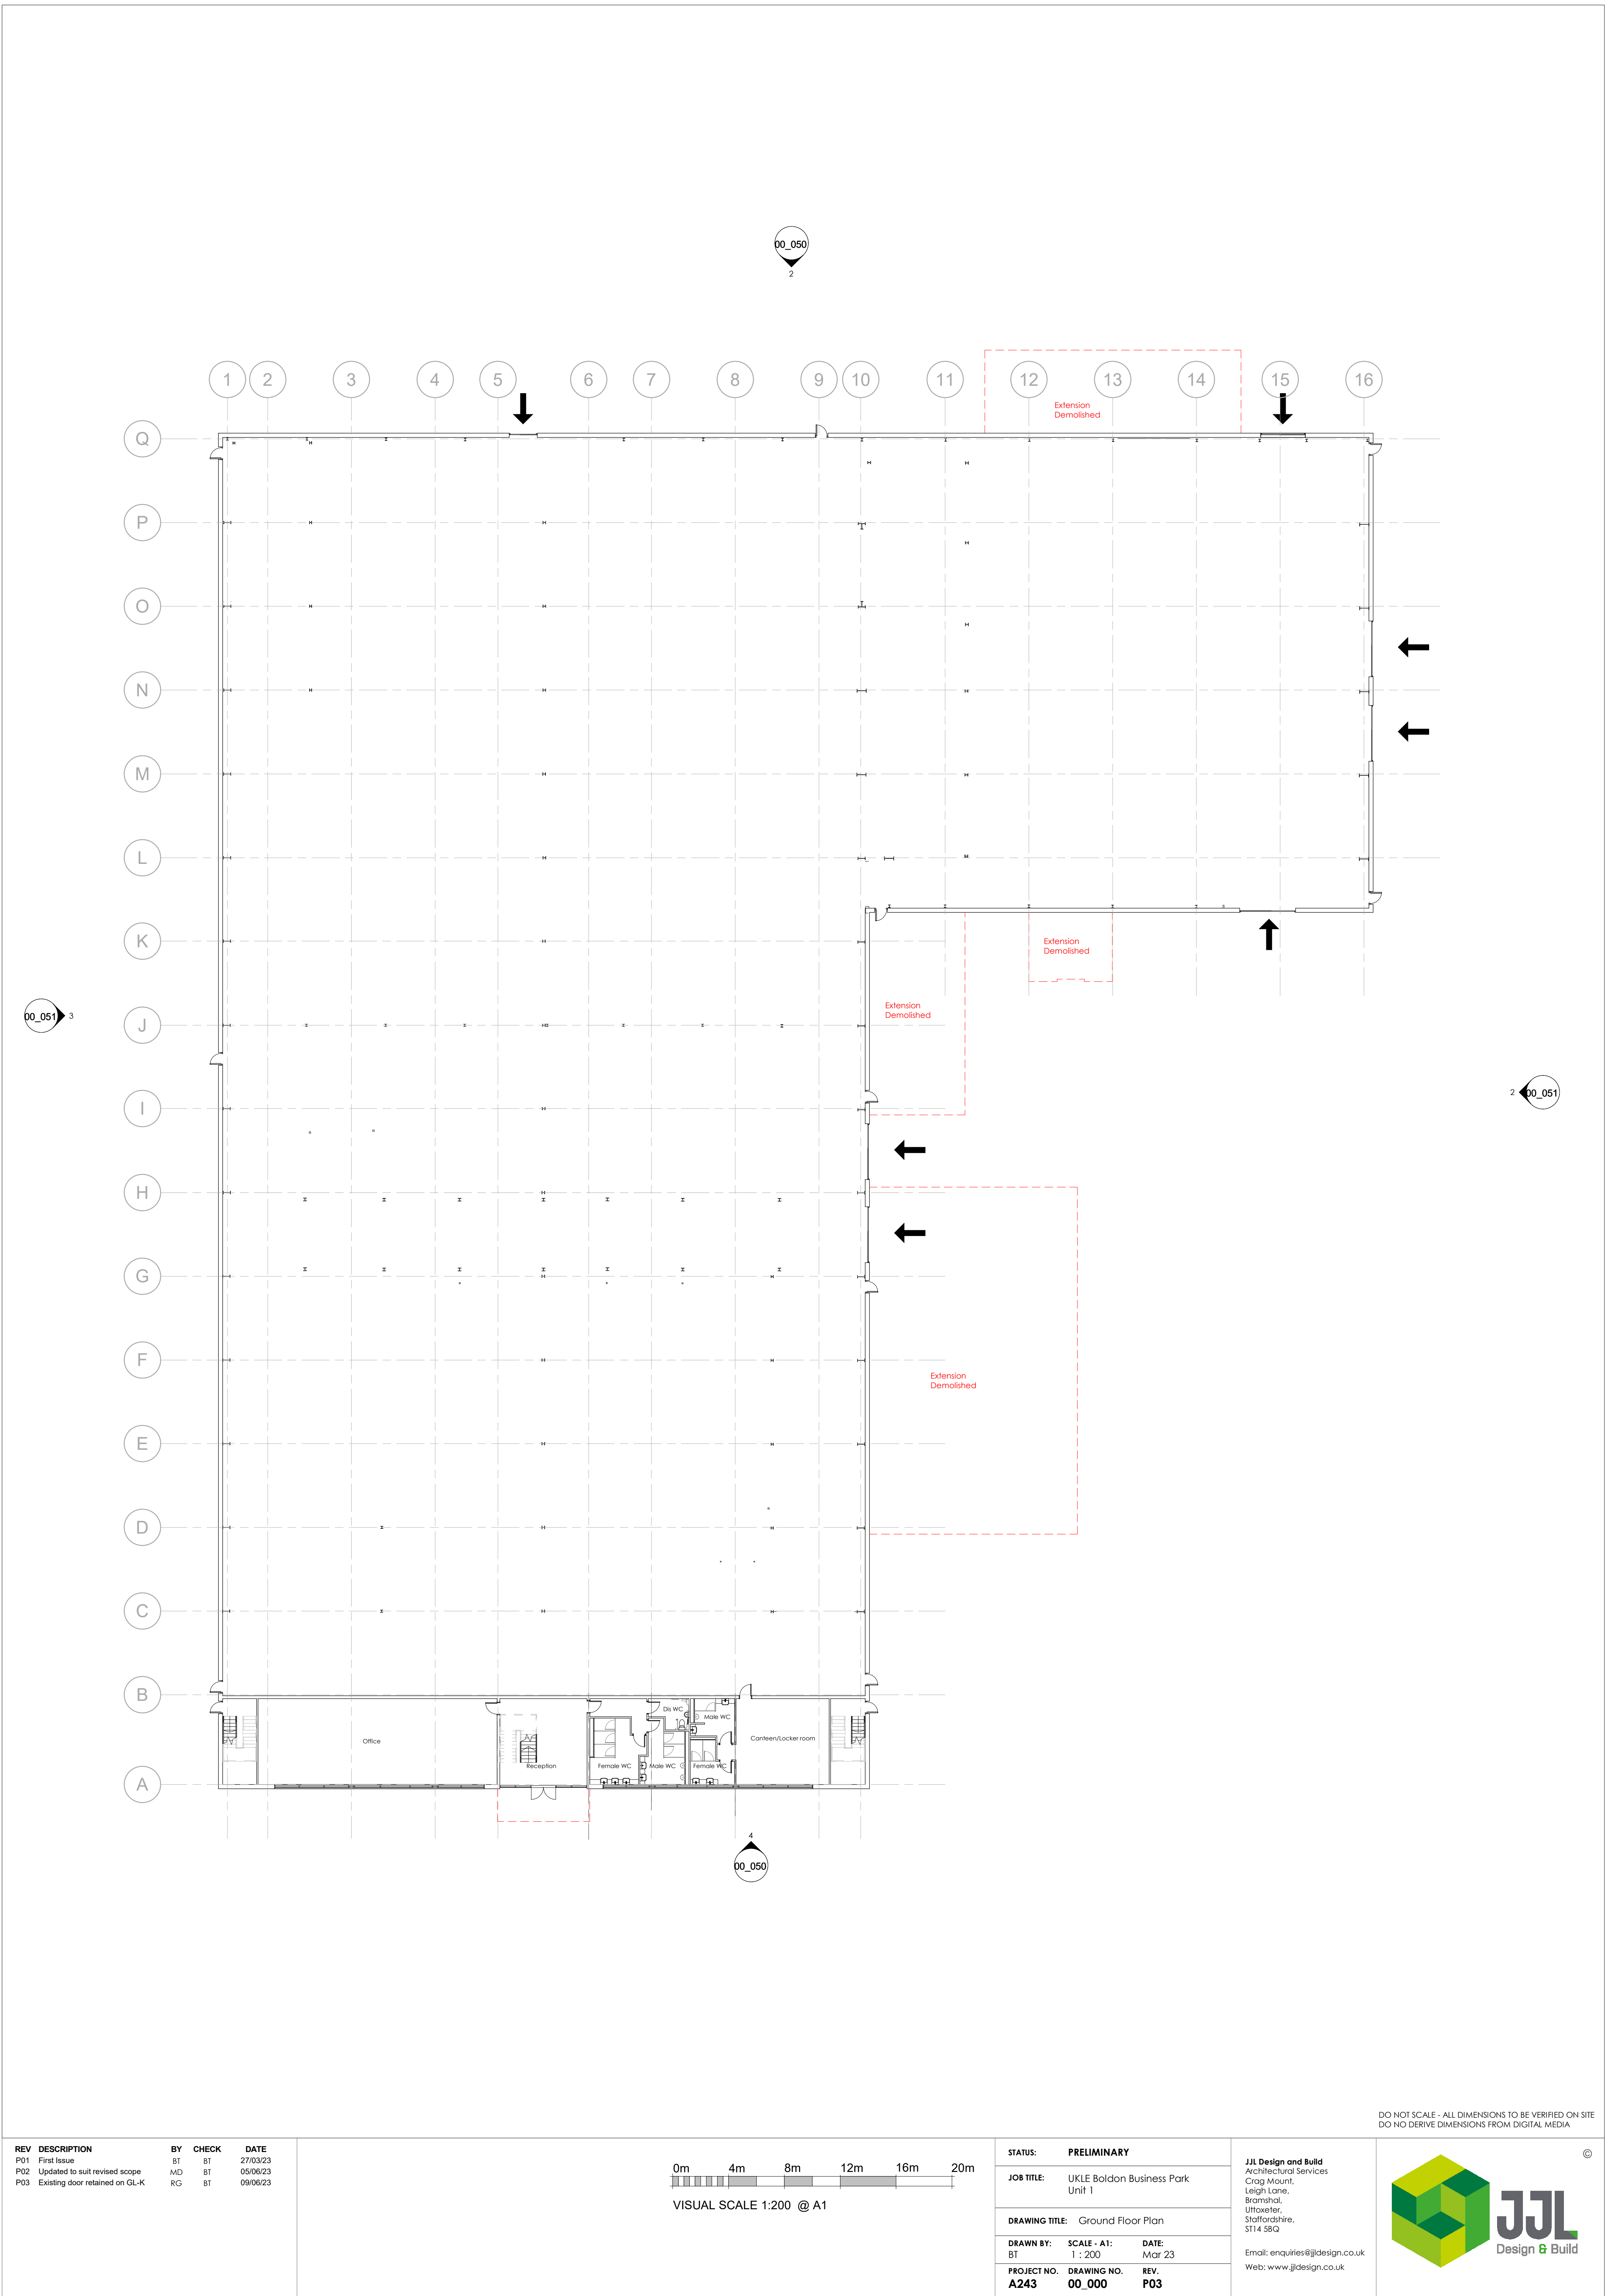 00_050
2
1 2 3 4 5 6 7 8 9 10 11 12 13 14 15 16
Extension
Demolished
Q
P
O
N
M
L
K
Extension
Demolished
Extension
Demolished
00_051 3
J
I
2 00_051
H
G
F
Extension
Demolished
E
D
C
B
Dis WC
Male WC
Office
Canteen/Locker room
Reception
Female WC
Male WC
Female WC
A
4
00_050
DO NOT SCALE - ALL DIMENSIONS TO BE VERIFIED ON SITE
DO NO DERIVE DIMENSIONS FROM DIGITAL MEDIA
REV DESCRIPTION BY CHECK DATE
P01 First Issue BT BT 27/03/23
P02 Updated to suit revised scope MD BT 05/06/23
P03 Existing door retained on GL-K RG BT 09/06/23
0m 4m 8m 12m 16m 20m
VISUAL SCALE 1:200 @ A1
STATUS: PRELIMINARY
JOB TITLE: UKLE Boldon Business Park
Unit 1
DRAWING TITLE: Ground Floor Plan
DRAWN BY: SCALE - A1: DATE:
BT 1 : 200 Mar 23
PROJECT NO. DRAWING NO. REV.
A243 00_000 P03
JJL Design and Build
Architectural Services
Crag Mount,
Leigh Lane,
Bramshal,
Uttoxeter,
Staffordshire,
ST14 5BQ
Email: enquiries@jjldesign.co.uk
Web: www.jjldesign.co.uk
©
JJL
Design & Build